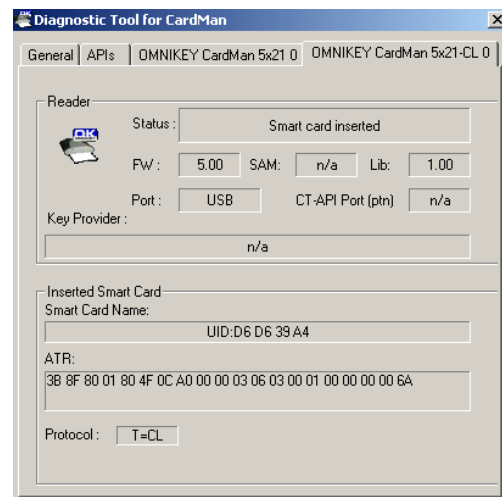 Diagnostic Tool for CardMan
General APIs OMNIKEY CardMan 5x21 0 OMNIKEY CardMan 5x21-CL 0
Reader
OK
Status : Smart card inserted
FW : 5.00 SAM: n/a Lib: 1.00
Port : USB CT-API Port (ptn) n/a
Key Provider :
n/a
Inserted Smart Card
Smart Card Name:
UID:D6 D6 39 A4
ATR:
3B 8F 80 01 80 4F 0C A0 00 00 03 06 03 00 01 00 00 00 00 6A
Protocol : T=CL